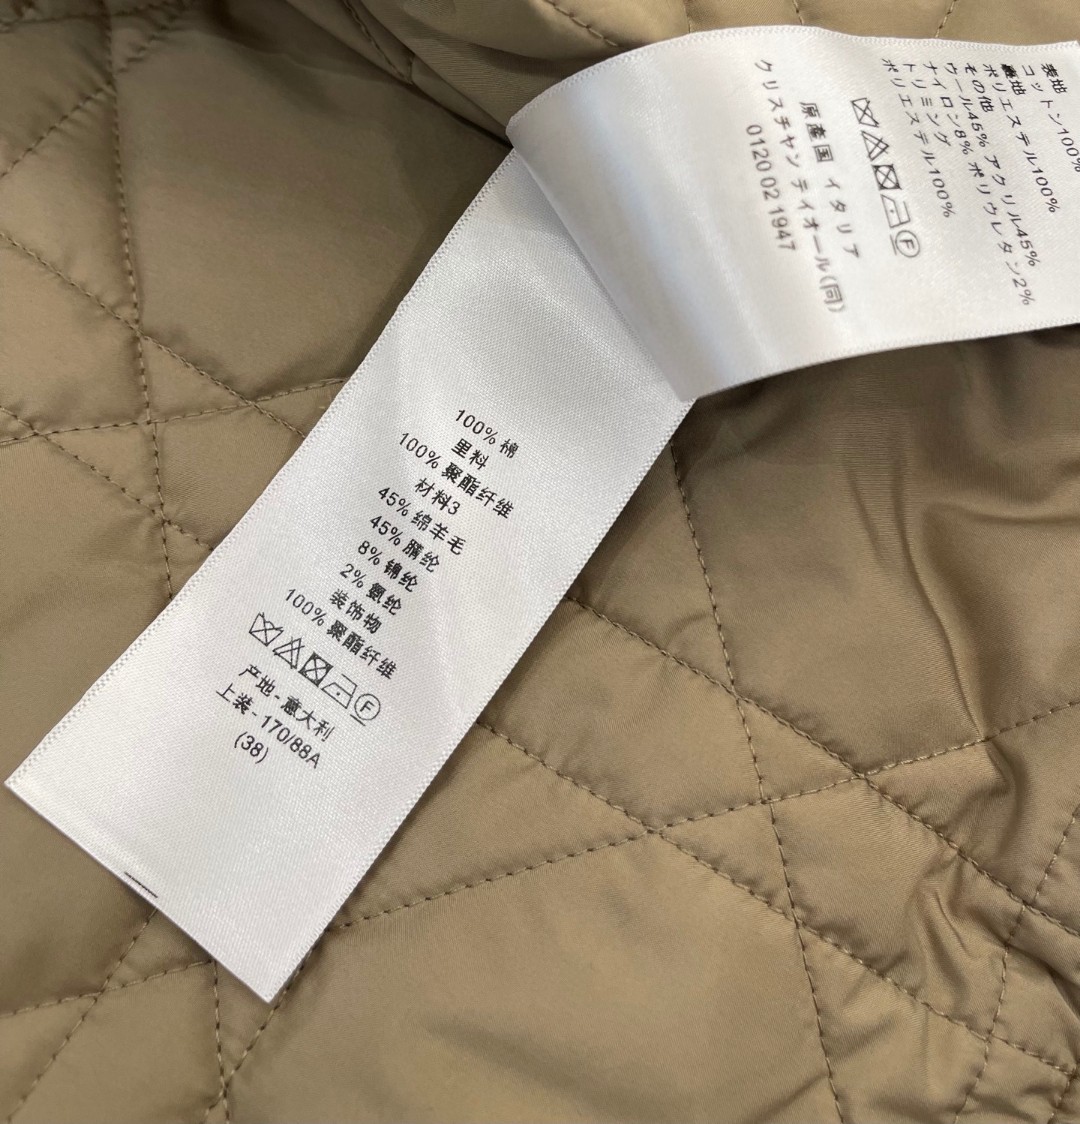 100% 棉
里料
100% 聚酯纤维
材料3
45% 绵羊毛
45% 腈纶
8% 锦纶
2% 氨纶
装饰物
100% 聚酯纤维
F
产地-意大利
上装-170/88A
(38)
表地
コットン100%
裏地
ポリエステル100%
その他
ウール45% アクリル45%
ナイロン8% ポリウレタン2%
トリミング
ポリエステル100%
F
原産国 イタリア
クリスチャン ディオール(同)
0120 02 1947